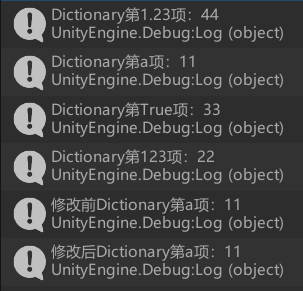 Dictionary第1.23项：44
UnityEngine.Debug:Log (object)
Dictionary第a项：11
UnityEngine.Debug:Log (object)
Dictionary第True项：33
UnityEngine.Debug:Log (object)
Dictionary第123项：22
UnityEngine.Debug:Log (object)
修改前Dictionary第a项：11
UnityEngine.Debug:Log (object)
修改后Dictionary第a项：11
UnityEngine.Debug:Log (object)